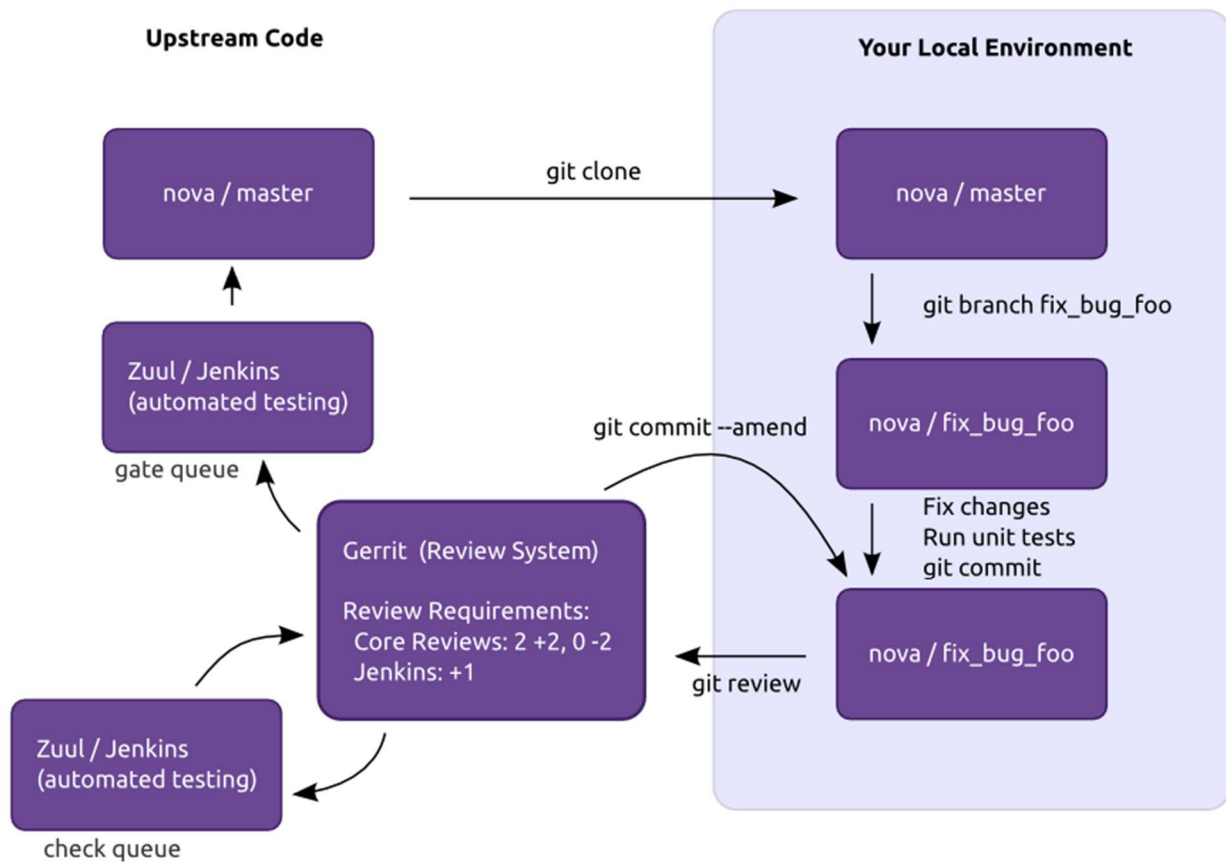 Upstream Code
Your Local Environment
nova / master
git clone
nova / master
git branch fix_bug_foo
Zuul / Jenkins
(automated testing)
gate queue
nova / fix_bug_foo
git commit --amend
Fix changes
Run unit tests
git commit
Gerrit (Review System)
Review Requirements:
Core Reviews: 2 +2, 0 -2
Jenkins: +1
nova / fix_bug_foo
git review
Zuul / Jenkins
(automated testing)
check queue